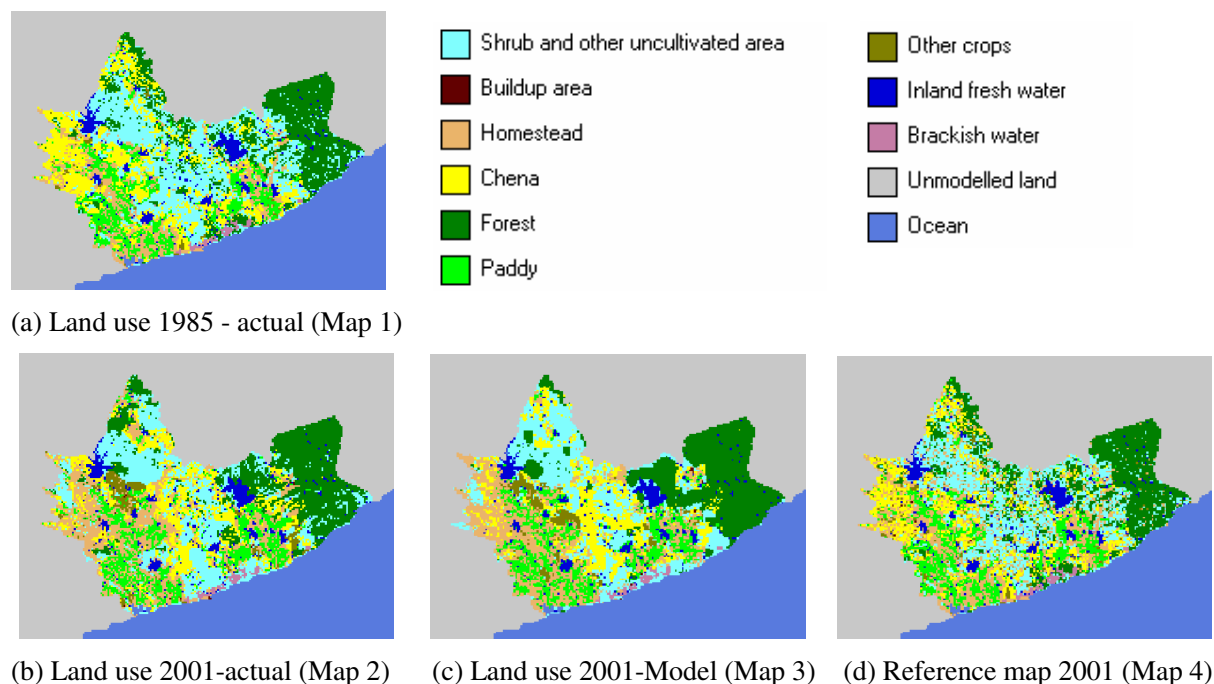 Shrub and other uncultivated area
Buildup area
Homestead
Chena
Forest
Paddy
Other crops
Inland fresh water
Brackish water
Unmodelled land
Ocean
(a) Land use 1985 - actual (Map 1)
(b) Land use 2001-actual (Map 2)
(c) Land use 2001-Model (Map 3)
(d) Reference map 2001 (Map 4)